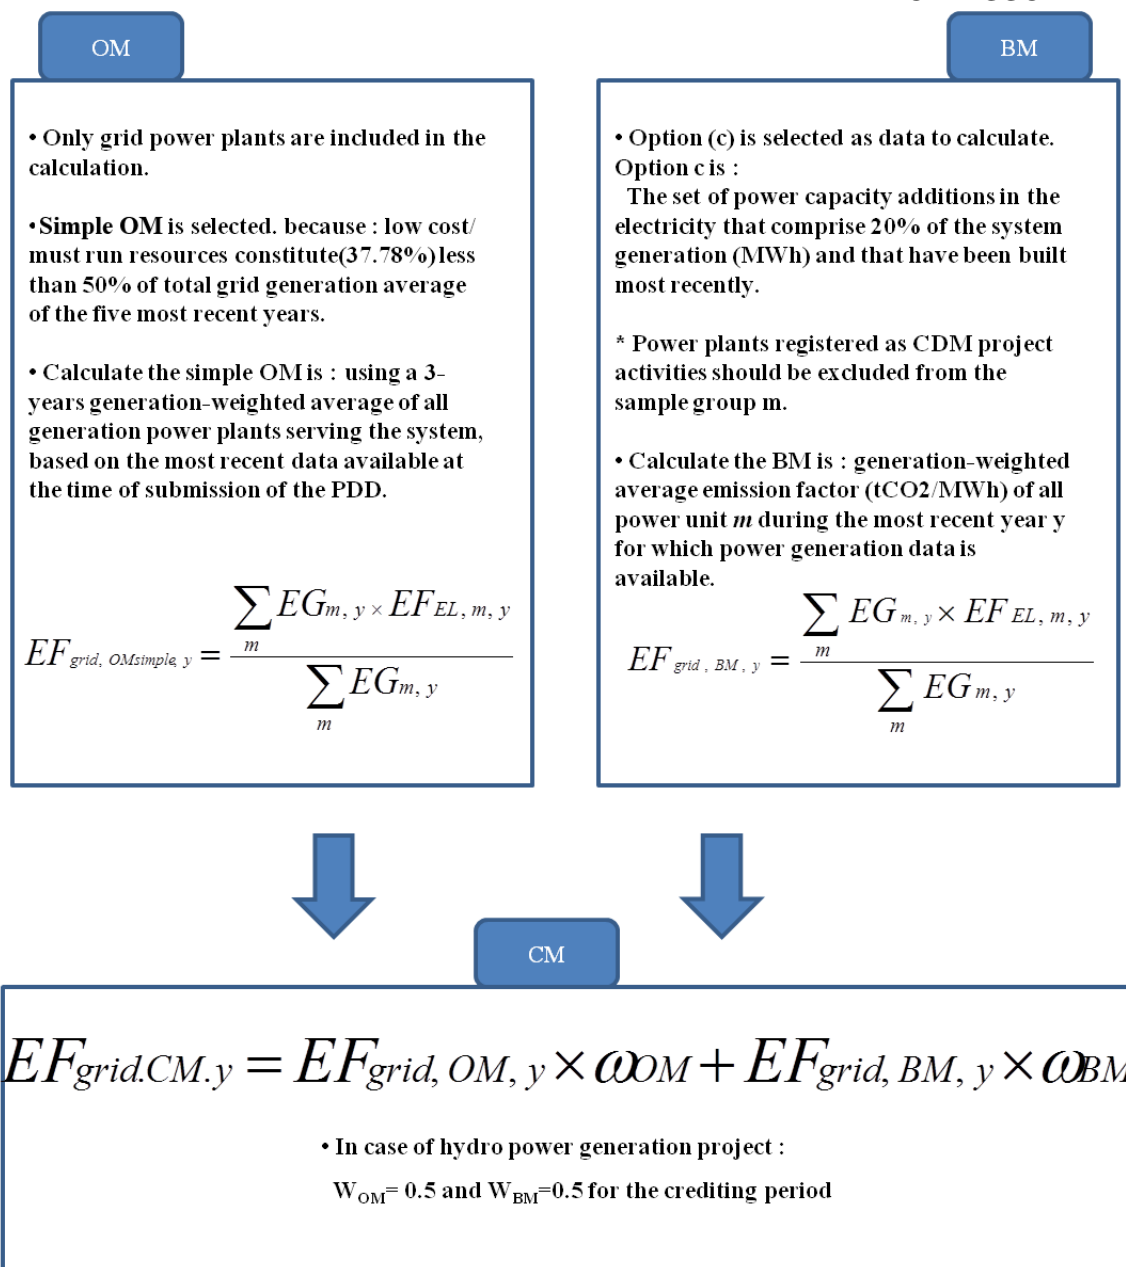 OM
• Only grid power plants are included in the
calculation.
•Simple OM is selected. because : low cost/
must run resources constitute(37.78%) less
than 50% of total grid generation average
of the five most recent years.
• Calculate the simple OM is : using a 3-
years generation-weighted average of all
generation power plants serving the system,
based on the most recent data available at
the time of submission of the PDD.
EF grid, OMsimple, y = ∑m EG m, y × EF EL, m, y / ∑m EG m, y
BM
• Option (c) is selected as data to calculate.
Option c is :
The set of power capacity additions in the
electricity that comprise 20% of the system
generation (MWh) and that have been built
most recently.
* Power plants registered as CDM project
activities should be excluded from the
sample group m.
• Calculate the BM is : generation-weighted
average emission factor (tCO2/MWh) of all
power unit m during the most recent year y
for which power generation data is
available.
EF grid , BM , y = ∑m EG m, y × EF EL, m, y / ∑m EG m, y
CM
EFgrid.CM.y = EFgrid, OM, y × ωOM + EFgrid, BM, y × ωBM
• In case of hydro power generation project :
WOM= 0.5 and WBM=0.5 for the crediting period